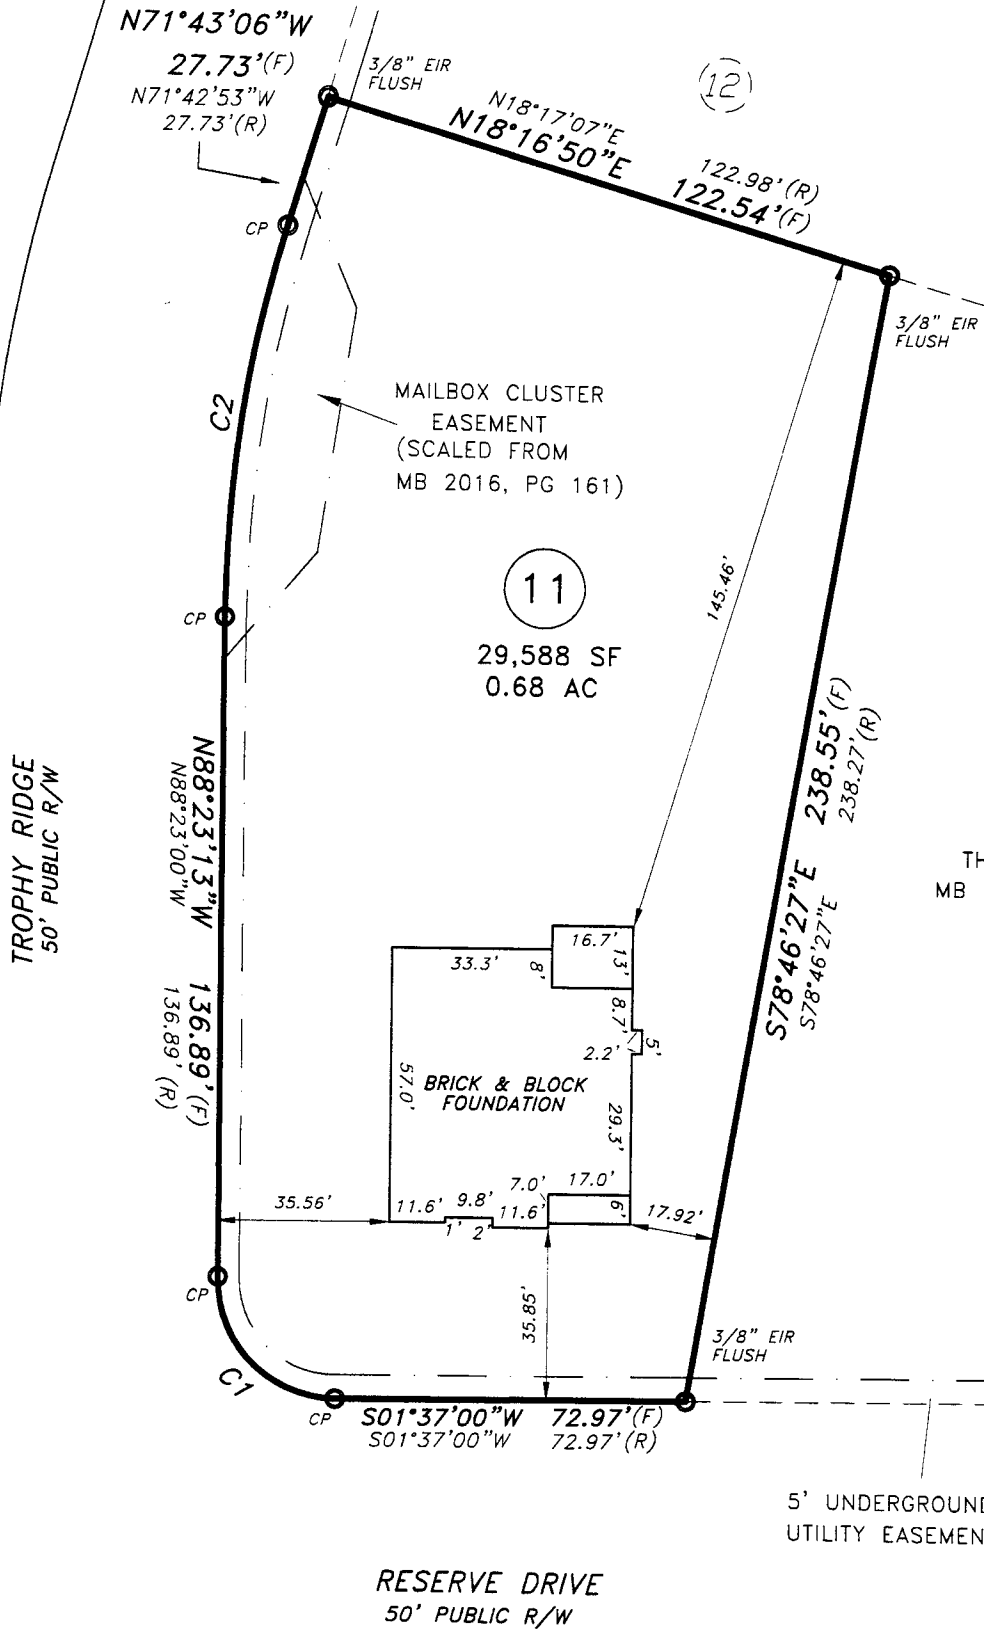 N71°43'06"W
27.73'(F)
N71°42'53"W
27.73'(R)
3/8" EIR
FLUSH
12
N18°17'07"E
N18°16'50"E
122.98'(R)
122.54'(F)
CP
3/8" EIR
FLUSH
C2
MAILBOX CLUSTER
EASEMENT
(SCALED FROM
MB 2016, PG 161)
145.46'
11
29,588 SF
0.68 AC
CP
238.55'(F)
238.27'(R)
S78°46'27"E
S78°46'27"E
TROPHY RIDGE
50' PUBLIC R/W
N88°23'13"W
N88°23'00"W
136.89'(F)
136.89' (R)
TH
MB
16.7'
13'
33.3'
8'
8.7'
5'
2.2'
57.0'
BRICK & BLOCK
FOUNDATION
29.3'
7.0'
17.0'
6'
35.56'
11.6'
9.8'
11.6'
1'
2'
17.92'
35.85'
CP
3/8" EIR
FLUSH
C1
CP
S01°37'00"W 72.97'(F)
S01°37'00"W 72.97'(R)
5' UNDERGROUND
UTILITY EASEMEN
RESERVE DRIVE
50' PUBLIC R/W